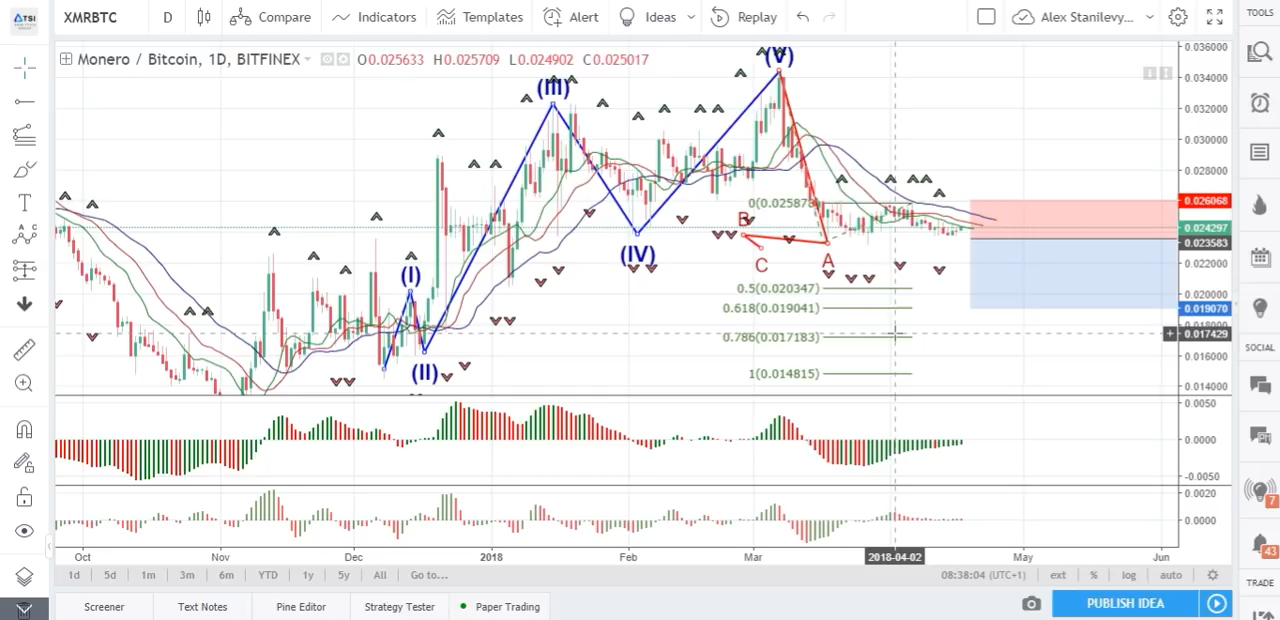 ATSI
XMRBTC D Compare Indicators Templates Alert Ideas Replay Alex Stanilevy... TOOLS
Monero / Bitcoin, 1D, BITFINEX O0.025633 H0.025709 L0.024902 C0.025017
0.036000
0.034000
0.032000
0.030000
0.028000
0.026068
0.024297
0.023583
0.022000
0.020000
0.019070
0.017429
0.016000
0.014000
(I)
(II)
(III)
(IV)
(V)
B
A
C
0.5(0.020347)
0.618(0.019041)
0.786(0.017183)
1(0.014815)
0.0050
0.0000
-0.0050
0.0020
0.0000
Oct Nov Dec 2018 Feb Mar 2018-04-02 May Jun
1d 5d 1m 3m 6m YTD 1y 5y All Go to... 08:38:04 (UTC+1) ext % log auto
Screener Text Notes Pine Editor Strategy Tester Paper Trading PUBLISH IDEA
SOCIAL
7
43
TRADE